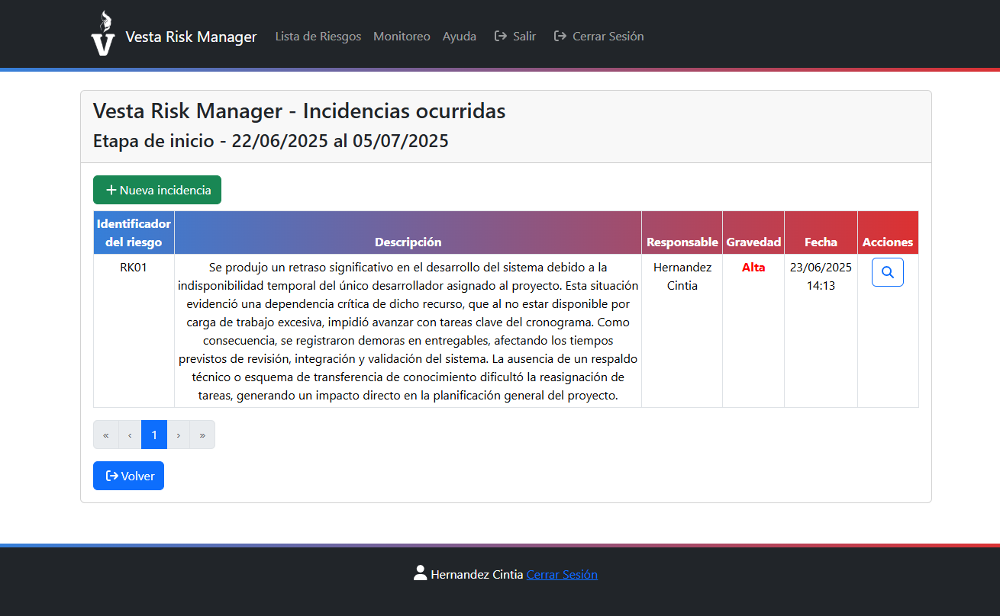 V
Vesta Risk Manager Lista de Riesgos Monitoreo Ayuda Salir Cerrar Sesión
Vesta Risk Manager - Incidencias ocurridas
Etapa de inicio - 22/06/2025 al 05/07/2025
+ Nueva incidencia
Identificador
del riesgo Descripción Responsable Gravedad Fecha Acciones
RK01 Se produjo un retraso significativo en el desarrollo del sistema debido a la Hernandez Alta 23/06/2025
indisponibilidad temporal del único desarrollador asignado al proyecto. Esta situación Cintia 14:13
evidenció una dependencia crítica de dicho recurso, que al no estar disponible por
carga de trabajo excesiva, impidió avanzar con tareas clave del cronograma. Como
consecuencia, se registraron demoras en entregables, afectando los tiempos
previstos de revisión, integración y validación del sistema. La ausencia de un respaldo
técnico o esquema de transferencia de conocimiento dificultó la reasignación de
tareas, generando un impacto directo en la planificación general del proyecto.
« ‹ 1 › »
Volver
Hernandez Cintia Cerrar Sesión